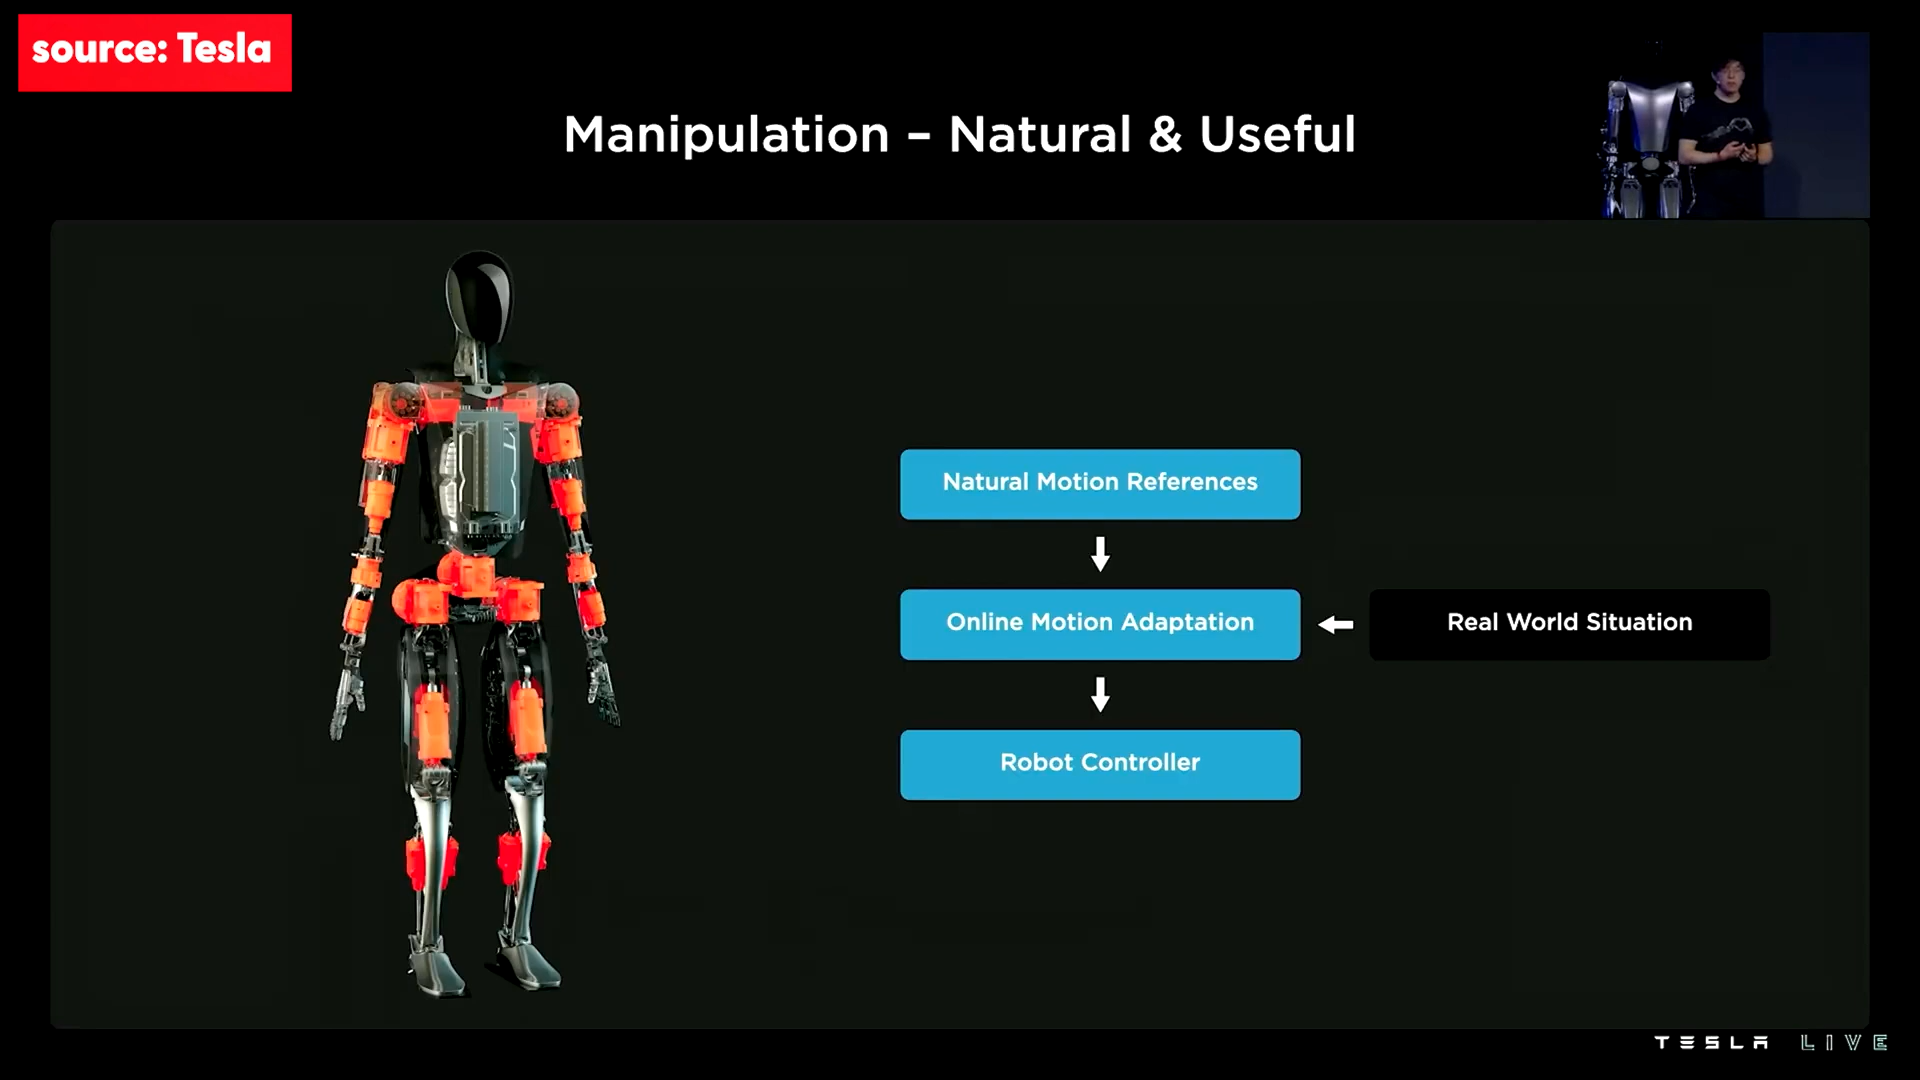 source: Tesla
Manipulation – Natural & Useful
Natural Motion References
Online Motion Adaptation
Real World Situation
Robot Controller
TESLA LIVE